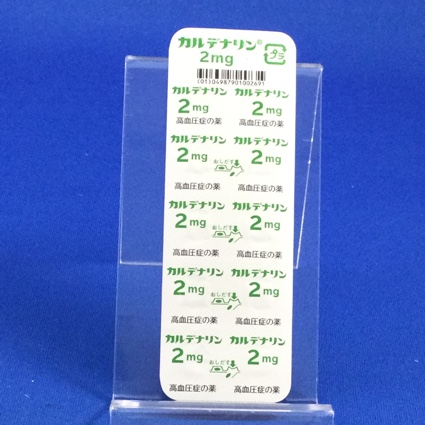 カルデナリン®
2mg
プラ
(01)04987901002691
カルデナリン カルデナリン
2mg 2mg
高血圧症の薬 高血圧症の薬
カルデナリン カルデナリン
2mg おしだす 2mg
高血圧症の薬 高血圧症の薬
カルデナリン カルデナリン
2mg おしだす 2mg
高血圧症の薬 高血圧症の薬
カルデナリン カルデナリン
2mg おしだす 2mg
高血圧症の薬 高血圧症の薬
カルデナリン カルデナリン
2mg おしだす 2mg
高血圧症の薬 高血圧症の薬